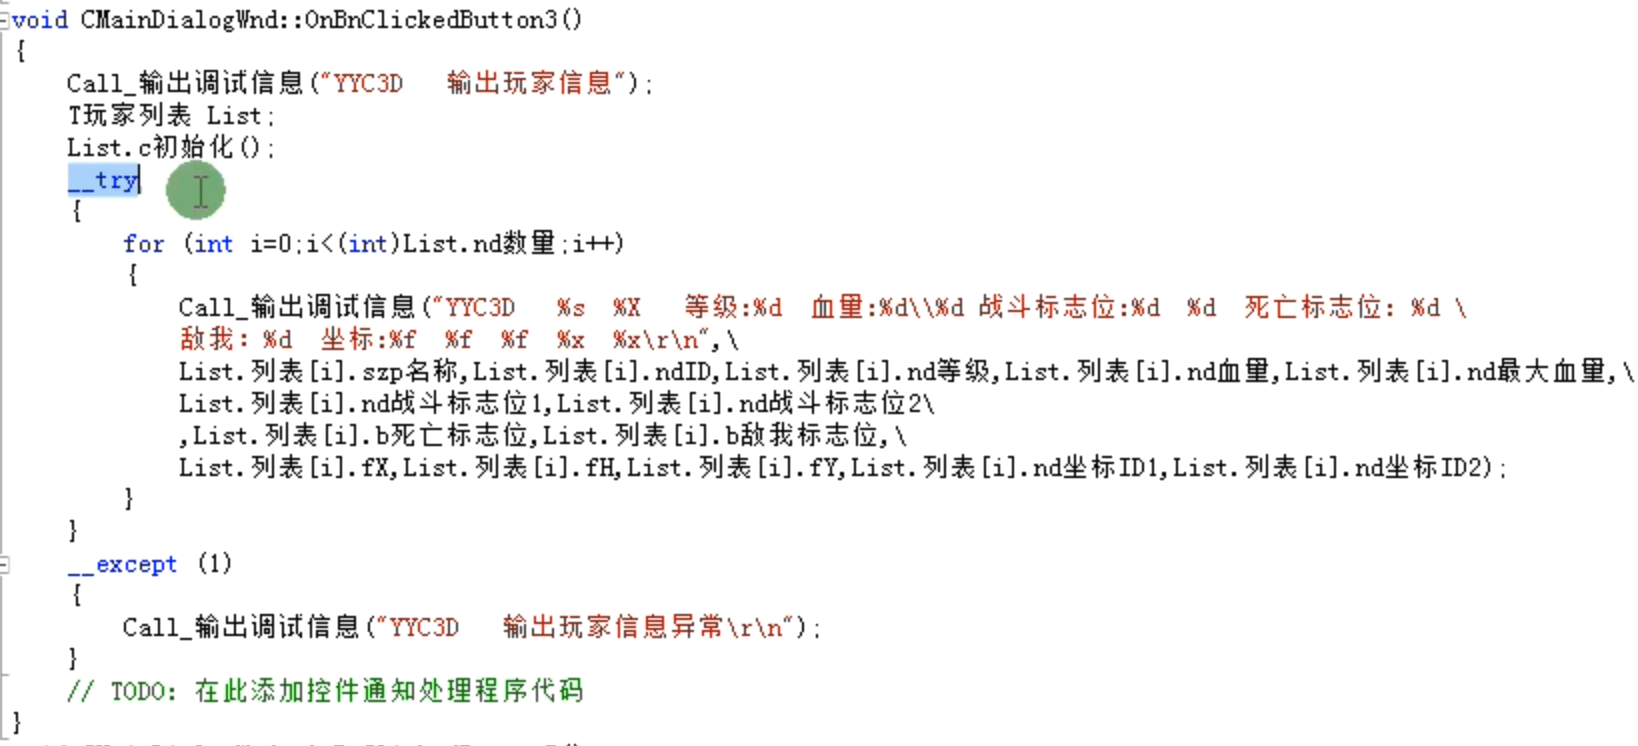 void CMainDialogWnd::OnBnClickedButton3()
{
Call_输出调试信息("YYC3D   输出玩家信息");
T玩家列表 List;
List.c初始化();
__try
{
for (int i=0;i<(int)List.nd数量;i++)
{
Call_输出调试信息("YYC3D   %s  %X   等级:%d  血量:%d\\%d 战斗标志位:%d  %d  死亡标志位: %d \
敌我: %d  坐标:%f  %f  %f  %x  %x\r\n",\
List.列表[i].szp名称,List.列表[i].ndID,List.列表[i].nd等级,List.列表[i].nd血量,List.列表[i].nd最大血量,\
List.列表[i].nd战斗标志位1,List.列表[i].nd战斗标志位2\
,List.列表[i].b死亡标志位,List.列表[i].b敌我标志位,\
List.列表[i].fX,List.列表[i].fH,List.列表[i].fY,List.列表[i].nd坐标ID1,List.列表[i].nd坐标ID2);
}
}
__except (1)
{
Call_输出调试信息("YYC3D   输出玩家信息异常\r\n");
}
// TODO: 在此添加控件通知处理程序代码
}